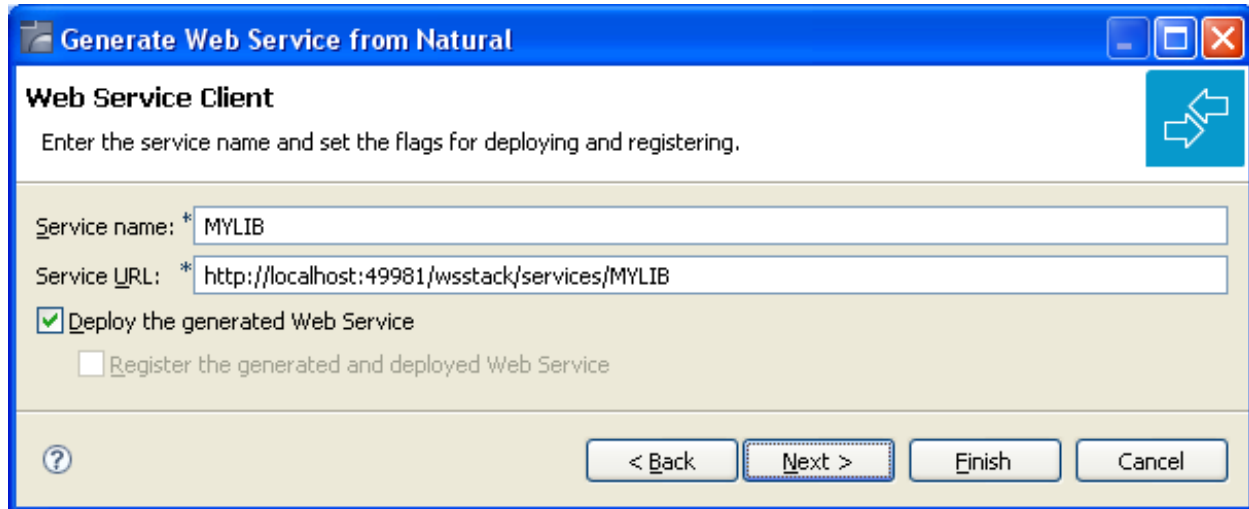 Generate Web Service from Natural
Web Service Client
Enter the service name and set the flags for deploying and registering.
Service name: * MYLIB
Service URL: * http://localhost:49981/wsstack/services/MYLIB
Deploy the generated Web Service
Register the generated and deployed Web Service
? < Back Next > Finish Cancel